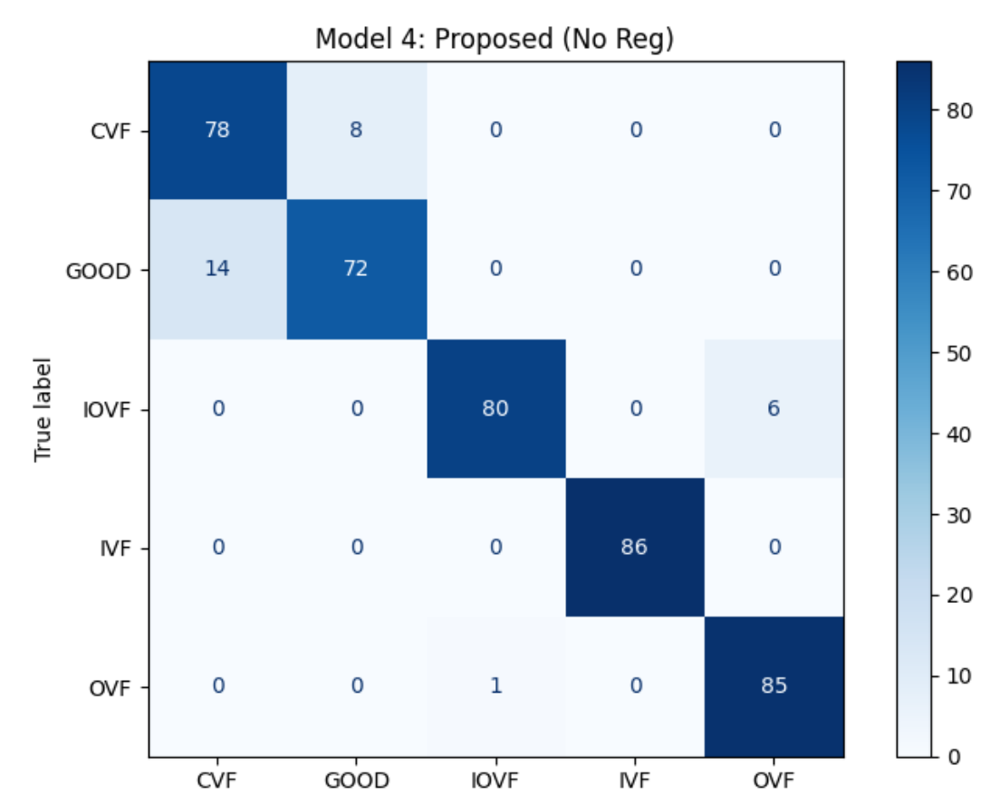 Model 4: Proposed (No Reg)
CVF 78 8 0 0 0
GOOD 14 72 0 0 0
IOVF 0 0 80 0 6
IVF 0 0 0 86 0
OVF 0 0 1 0 85
CVF GOOD IOVF IVF OVF
True label
80
70
60
50
40
30
20
10
0